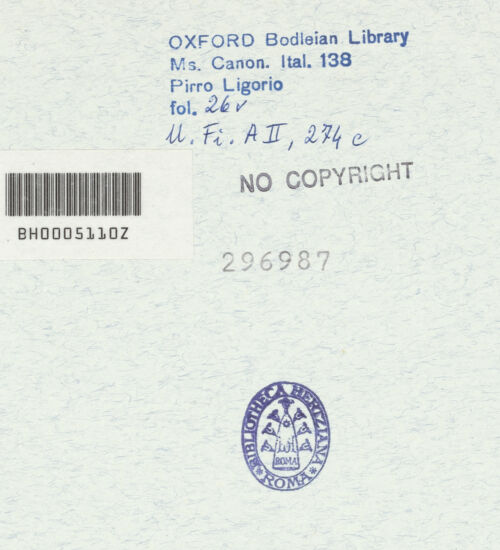 OXFORD Bodleian Library
Ms. Canon. Ital. 138
Pirro Ligorio
fol. 26v
U. Fi. A II, 274 c
NO COPYRIGHT
BH0005110Z
296987
BIBLIOTHECA HERTZIANA
ROMA
* ROMA *